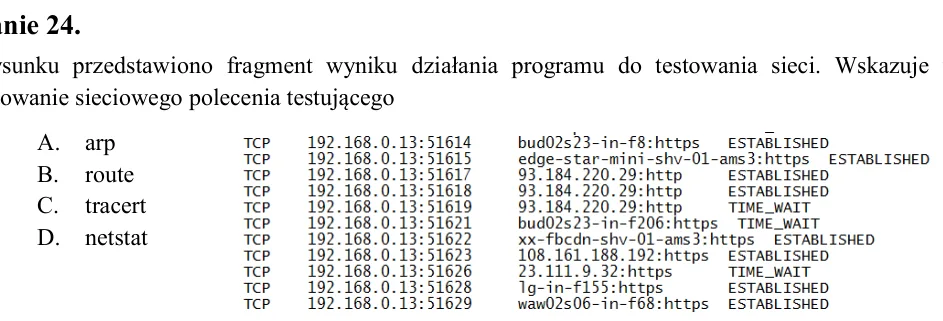 anie 24.
ysunku przedstawiono fragment wyniku działania programu do testowania sieci. Wskazuje
owanie sieciowego polecenia testującego
A. arp
B. route
C. tracert
D. netstat
TCP 192.168.0.13:51614 bud02s23-in-f8:https ESTABLISHED
TCP 192.168.0.13:51615 edge-star-mini-shv-01-ams3:https ESTABLISHED
TCP 192.168.0.13:51617 93.184.220.29:http ESTABLISHED
TCP 192.168.0.13:51618 93.184.220.29:http ESTABLISHED
TCP 192.168.0.13:51619 93.184.220.29:http TIME_WAIT
TCP 192.168.0.13:51621 bud02s23-in-f206:https TIME_WAIT
TCP 192.168.0.13:51622 xx-fbcdn-shv-01-ams3:https ESTABLISHED
TCP 192.168.0.13:51623 108.161.188.192:https ESTABLISHED
TCP 192.168.0.13:51626 23.111.9.32:https TIME_WAIT
TCP 192.168.0.13:51628 lg-in-f155:https ESTABLISHED
TCP 192.168.0.13:51629 waw02s06-in-f68:https ESTABLISHED